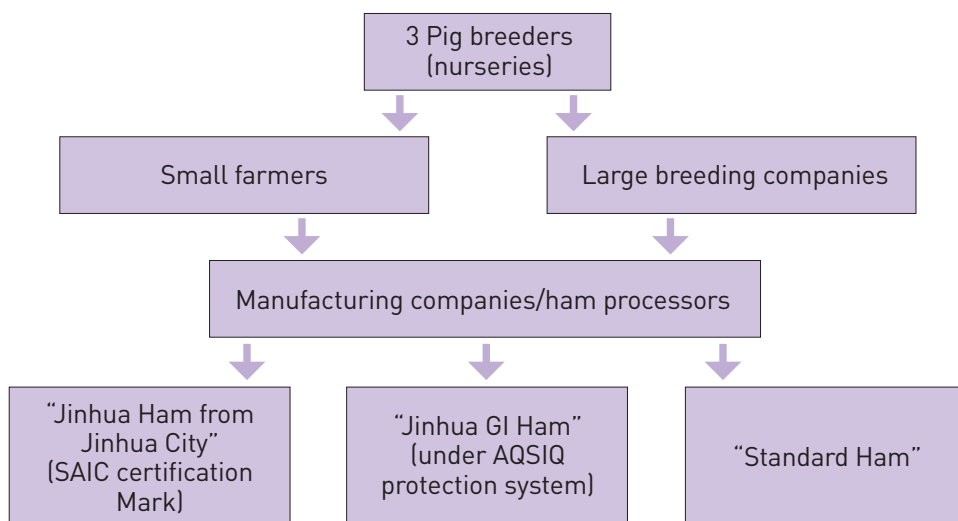 3 Pig breeders
(nurseries)
Small farmers
Large breeding companies
Manufacturing companies/ham processors
“Jinhua Ham from
Jinhua City”
(SAIC certification
Mark)
“Jinhua GI Ham”
(under AQSIQ
protection system)
“Standard Ham”